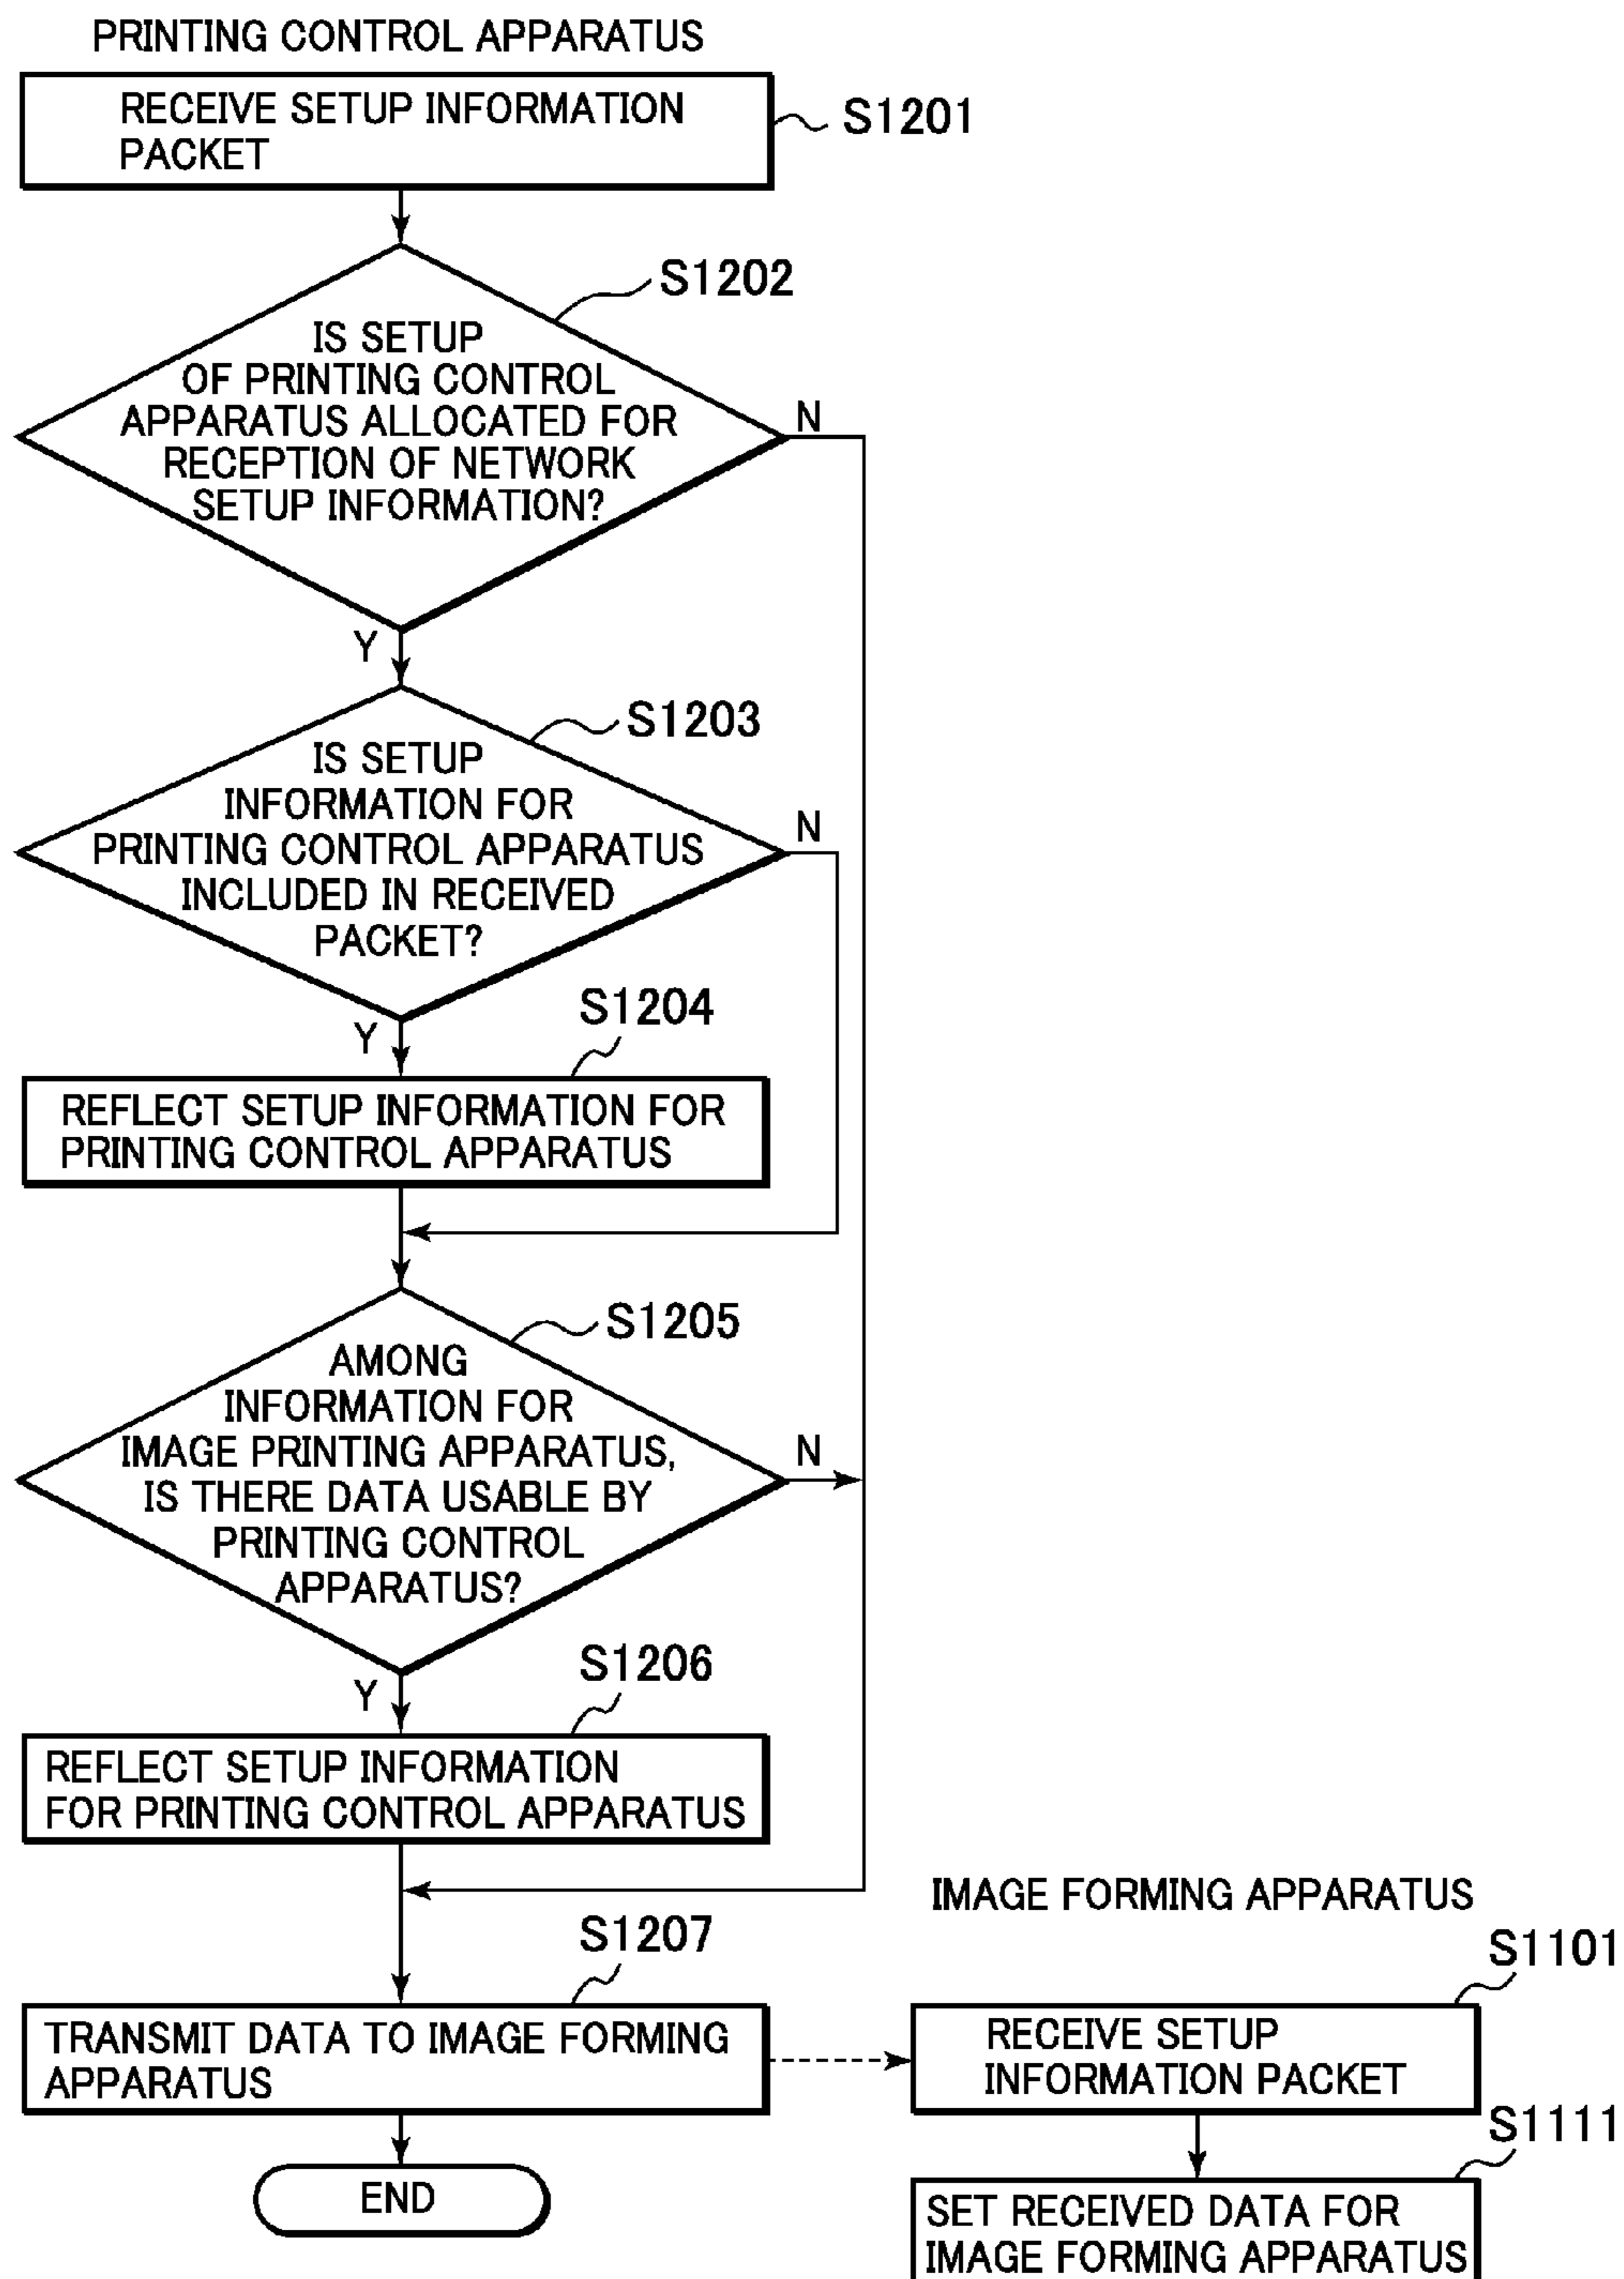 PRINTING CONTROL APPARATUS
RECEIVE SETUP INFORMATION
PACKET
S1201
S1202
IS SETUP
OF PRINTING CONTROL
APPARATUS ALLOCATED FOR
RECEPTION OF NETWORK
SETUP INFORMATION?
N
Y
S1203
IS SETUP
INFORMATION FOR
PRINTING CONTROL APPARATUS
INCLUDED IN RECEIVED
PACKET?
N
Y
S1204
REFLECT SETUP INFORMATION FOR
PRINTING CONTROL APPARATUS
S1205
AMONG
INFORMATION FOR
IMAGE PRINTING APPARATUS,
IS THERE DATA USABLE BY
PRINTING CONTROL
APPARATUS?
N
Y
S1206
REFLECT SETUP INFORMATION
FOR PRINTING CONTROL APPARATUS
S1207
TRANSMIT DATA TO IMAGE FORMING
APPARATUS
END
IMAGE FORMING APPARATUS
S1101
RECEIVE SETUP
INFORMATION PACKET
S1111
SET RECEIVED DATA FOR
IMAGE FORMING APPARATUS